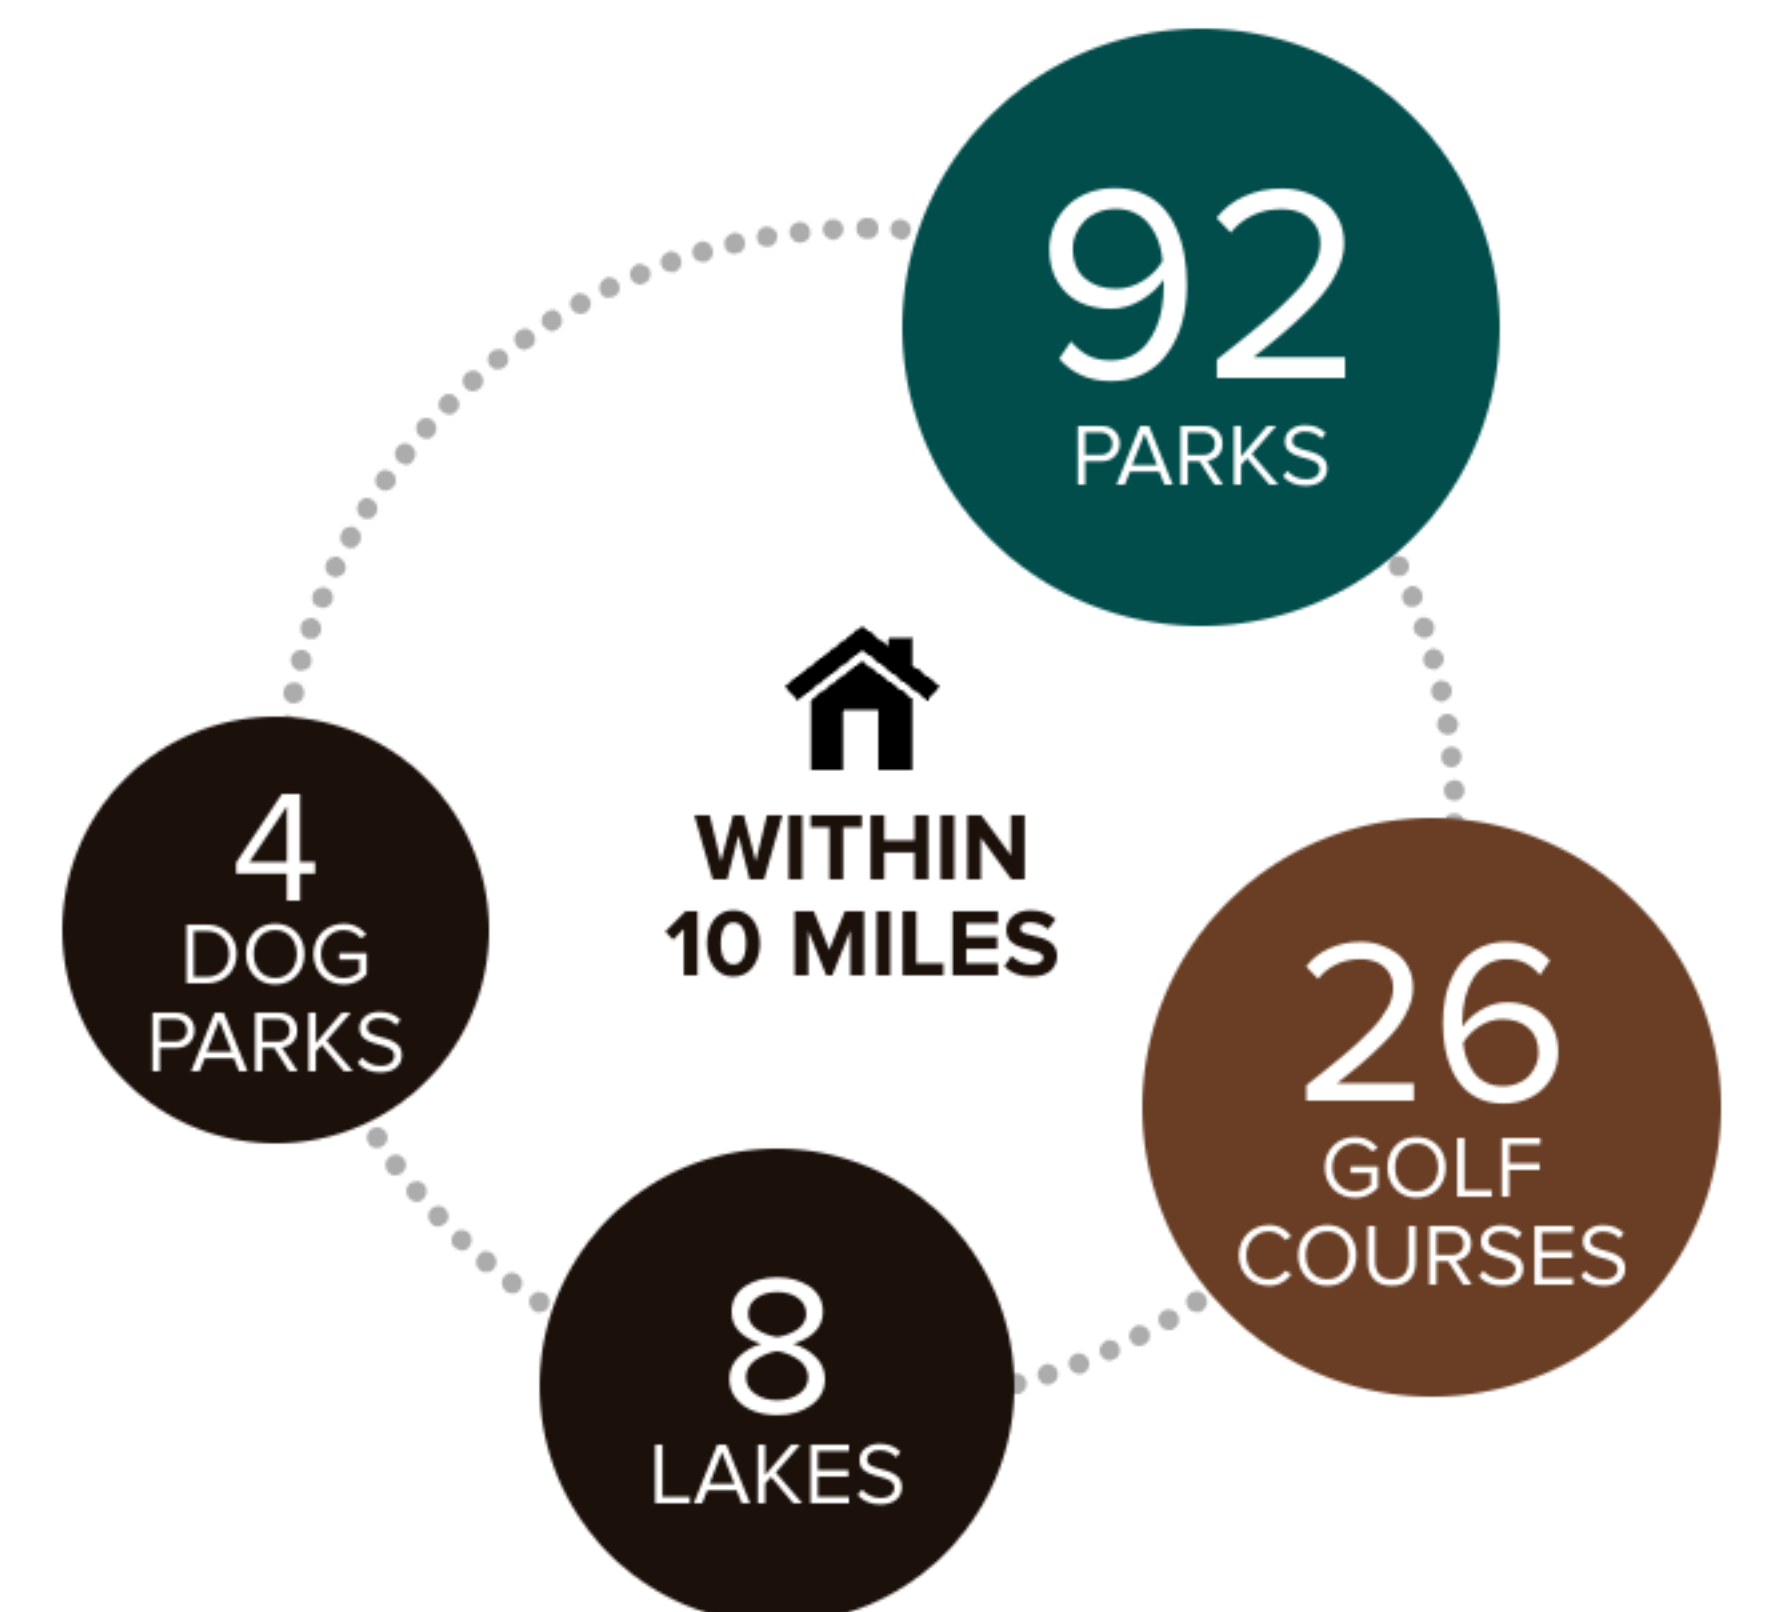 92
PARKS
4
DOG
PARKS
WITHIN
10 MILES
26
GOLF
COURSES
8
LAKES